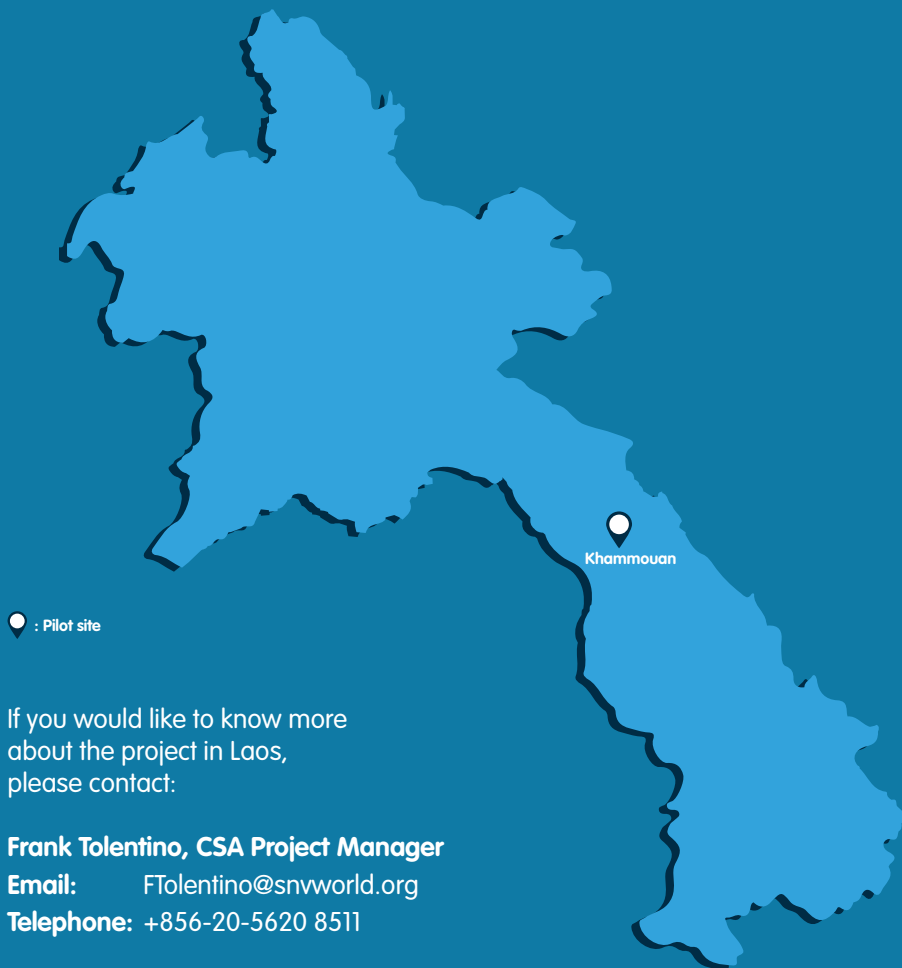 Khammouan
: Pilot site
If you would like to know more
about the project in Laos,
please contact:
Frank Tolentino, CSA Project Manager
Email: FTolentino@snvworld.org
Telephone: +856-20-5620 8511